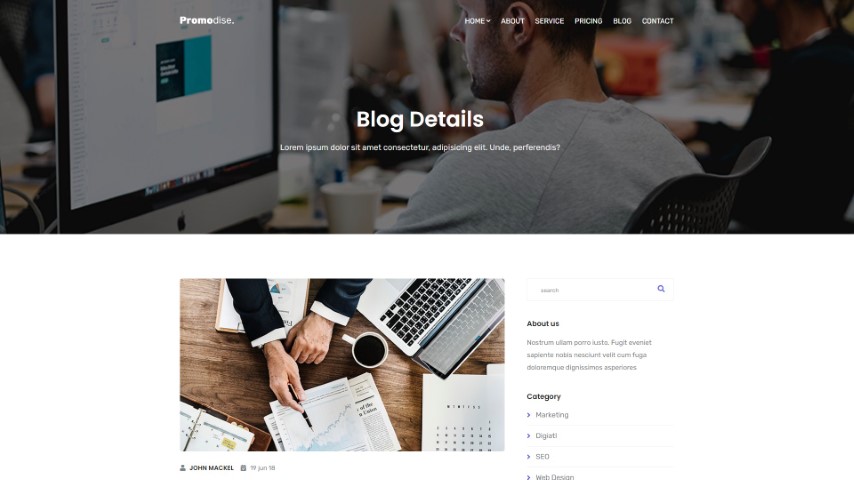 Promodise.
HOME ABOUT SERVICE PRICING BLOG CONTACT
Blog Details
Lorem ipsum dolor sit amet consectetur, adipisicing elit. Unde, perferendis?
search
About us
Nostrum ullam porro iusto. Fugit eveniet
sapiente nobis nesciunt velit cum fuga
doloremque dignissimos asperiores
Category
Marketing
Digiatl
SEO
Web Design
JOHN MACKEL 19 jun 18